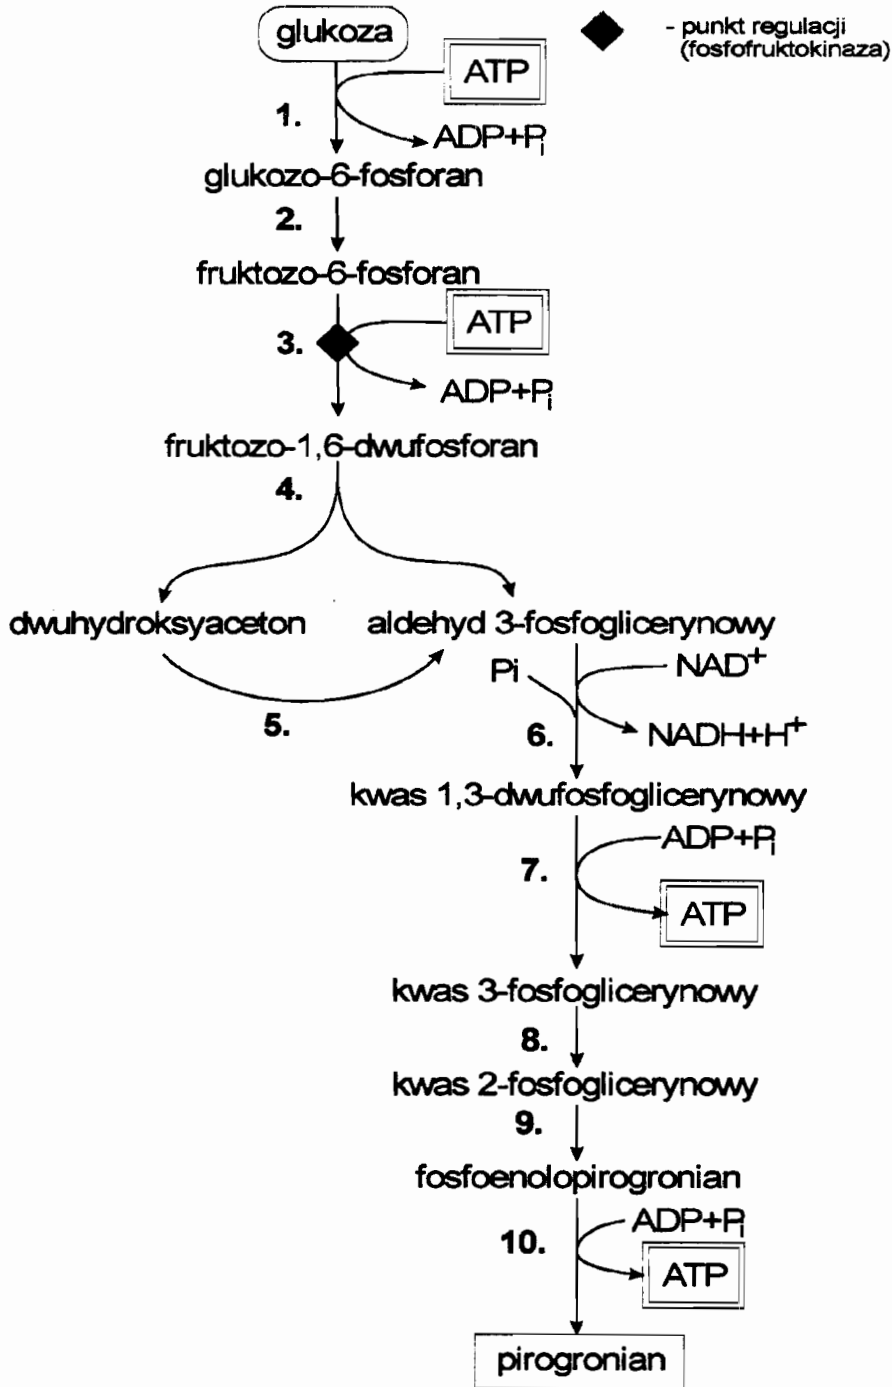 glukoza
- punkt regulacji
(fosfofruktokinaza)
ATP
1.
ADP+Pi
glukozo-6-fosforan
2.
fruktozo-6-fosforan
ATP
3.
ADP+Pi
fruktozo-1,6-dwufosforan
4.
dwuhydroksyaceton
aldehyd 3-fosfoglicerynowy
Pi
NAD+
5.
6.
NADH+H+
kwas 1,3-dwufosfoglicerynowy
ADP+Pi
7.
ATP
kwas 3-fosfoglicerynowy
8.
kwas 2-fosfoglicerynowy
9.
fosfoenolopirogronian
ADP+Pi
10.
ATP
pirogronian